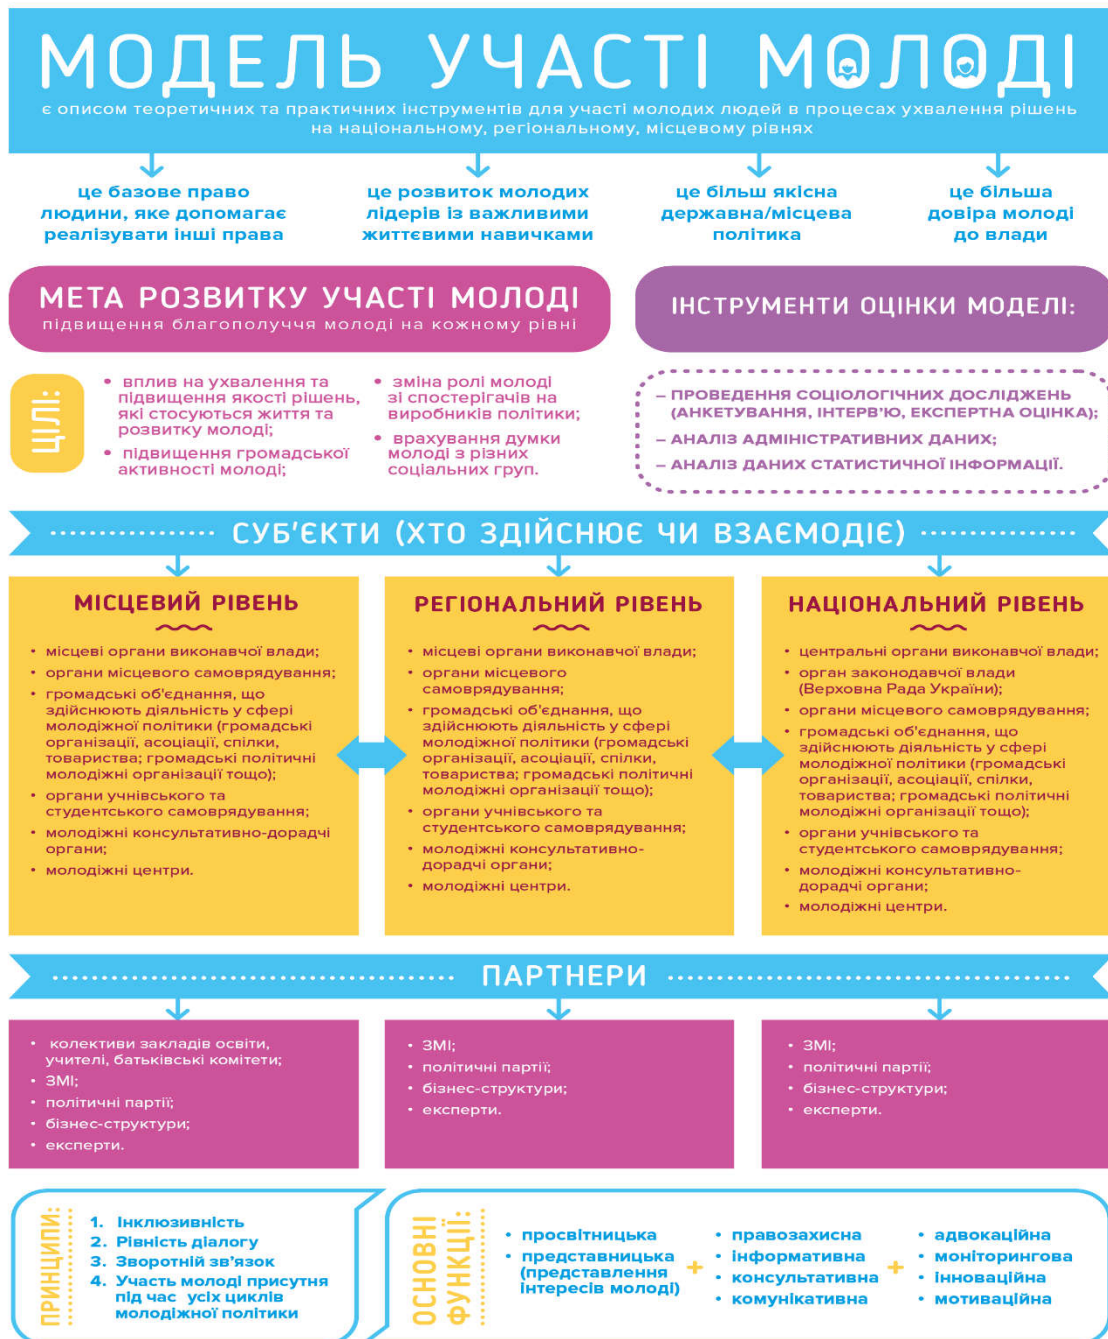 МОДЕЛЬ УЧАСТІ МОЛОДІ
є описом теоретичних та практичних інструментів для участі молодих людей в процесах ухвалення рішень
на національному, регіональному, місцевому рівнях
це базове право
людини, яке допомагає
реалізувати інші права
це розвиток молодих
лідерів із важливими
життєвими навичками
це більш якісна
державна/місцева
політика
це більша
довіра молоді
до влади
МЕТА РОЗВИТКУ УЧАСТІ МОЛОДІ
підвищення благополуччя молоді на кожному рівні
ЦІЛІ:
• вплив на ухвалення та
підвищення якості рішень,
які стосуються життя та
розвитку молоді;
• підвищення громадської
активності молоді;
• зміна ролі молоді
зі спостерігачів на
виробників політики;
• врахування думки
молоді з різних
соціальних груп.
ІНСТРУМЕНТИ ОЦІНКИ МОДЕЛІ:
– ПРОВЕДЕННЯ СОЦІОЛОГІЧНИХ ДОСЛІДЖЕНЬ
(АНКЕТУВАННЯ, ІНТЕРВ'Ю, ЕКСПЕРТНА ОЦІНКА);
– АНАЛІЗ АДМІНІСТРАТИВНИХ ДАНИХ;
– АНАЛІЗ ДАНИХ СТАТИСТИЧНОЇ ІНФОРМАЦІЇ.
СУБ'ЄКТИ (ХТО ЗДІЙСНЮЄ ЧИ ВЗАЄМОДІЄ)
МІСЦЕВИЙ РІВЕНЬ
• місцеві органи виконавчої влади;
• органи місцевого самоврядування;
• громадські об'єднання, що
здійснюють діяльність у сфері
молодіжної політики (громадські
організації, асоціації, спілки,
товариства; громадські політичні
молодіжні організації тощо);
• органи учнівського та
студентського самоврядування;
• молодіжні консультативно-дорадчі
органи;
• молодіжні центри.
РЕГІОНАЛЬНИЙ РІВЕНЬ
• місцеві органи виконавчої влади;
• органи місцевого
самоврядування;
• громадські об'єднання, що
здійснюють діяльність у сфері
молодіжної політики (громадські
організації, асоціації, спілки,
товариства; громадські політичні
молодіжні організації тощо);
• органи учнівського та
студентського самоврядування;
• молодіжні консультативно-
дорадчі органи;
• молодіжні центри.
НАЦІОНАЛЬНИЙ РІВЕНЬ
• центральні органи виконавчої влади;
• орган законодавчої влади
(Верховна Рада України);
• органи місцевого самоврядування;
• громадські об'єднання, що
здійснюють діяльність у сфері
молодіжної політики (громадські
організації, асоціації, спілки,
товариства; громадські політичні
молодіжні організації тощо);
• органи учнівського та
студентського самоврядування;
• молодіжні консультативно-
дорадчі органи;
• молодіжні центри.
ПАРТНЕРИ
• колективи закладів освіти,
учителі, батьківські комітети;
• ЗМІ;
• політичні партії;
• бізнес-структури;
• експерти.
• ЗМІ;
• політичні партії;
• бізнес-структури;
• експерти.
• ЗМІ;
• політичні партії;
• бізнес-структури;
• експерти.
ПРИНЦИПИ:
1. Інклюзивність
2. Рівність діалогу
3. Зворотній зв'язок
4. Участь молоді присутня
під час усіх циклів
молодіжної політики
ОСНОВНІ
ФУНКЦІЇ:
• просвітницька
• представницька
(представлення
інтересів молоді)
+
• правозахисна
• інформативна
• консультативна
• комунікативна
+
• адвокаційна
• моніторингова
• інноваційна
• мотиваційна